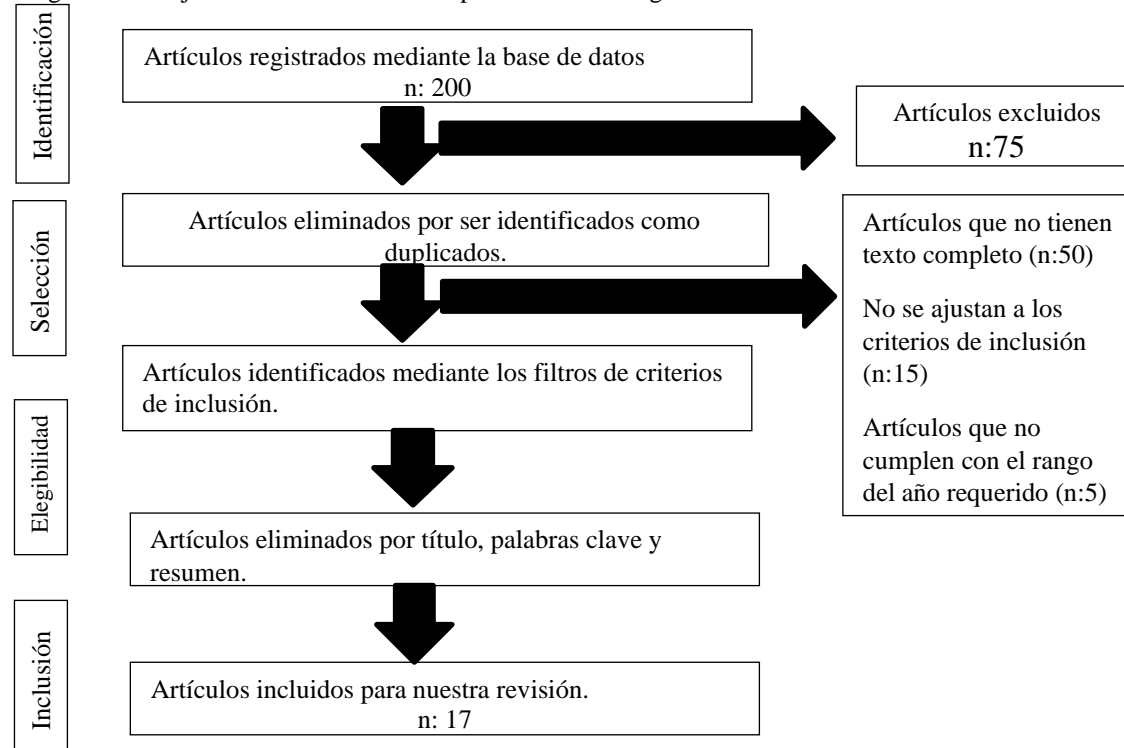 Identificación
Artículos registrados mediante la base de datos
n: 200
Artículos excluidos
n:75
Selección
Artículos eliminados por ser identificados como
duplicados.
Artículos que no tienen
texto completo (n:50)
No se ajustan a los
criterios de inclusión
(n:15)
Artículos que no
cumplen con el rango
del año requerido (n:5)
Artículos identificados mediante los filtros de criterios
de inclusión.
Elegibilidad
Artículos eliminados por título, palabras clave y
resumen.
Inclusión
Artículos incluidos para nuestra revisión.
n: 17